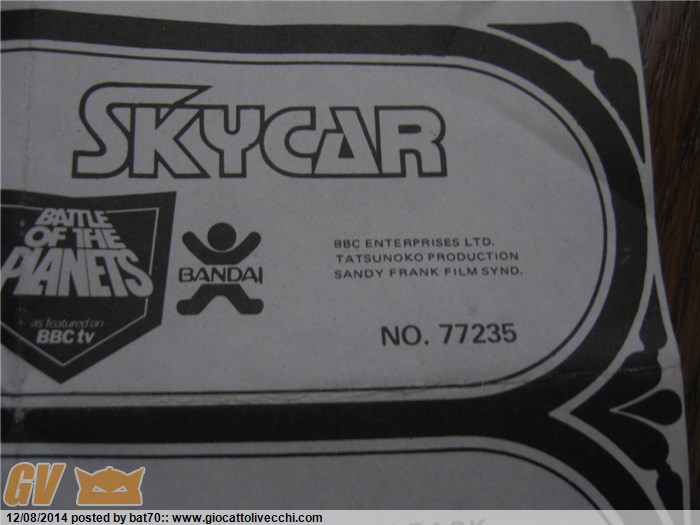 SKYCAR
BATTLE
OF THE
PLANETS
as featured on
BBC tv
BANDAI
BBC ENTERPRISES LTD.
TATSUNOKO PRODUCTION
SANDY FRANK FILM SYND.
NO. 77235
GV
12/08/2014 posted by bat70:: www.giocattolivecchi.com